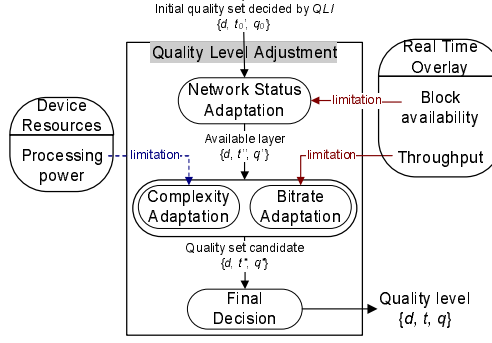 Initial quality set decided by QLI
{d, t₀', q₀}
Quality Level Adjustment
Real Time
Overlay
Network Status
Adaptation
limitation
Block
availability
Device
Resources
Available layer
{d, t", q'}
Processing
power
limitation
limitation
Throughput
Complexity
Adaptation
Bitrate
Adaptation
Quality set candidate
{d, t*, q*}
Final
Decision
Quality level
{d, t, q}